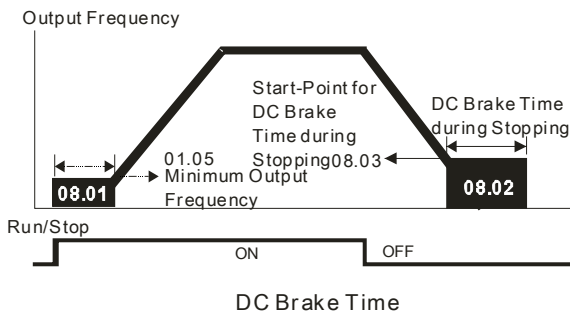 Output Frequency
Start-Point for
DC Brake
Time during
Stopping08.03
DC Brake Time
during Stopping
01.05
Minimum Output
Frequency
08.01
08.02
Run/Stop
ON
OFF
DC Brake Time